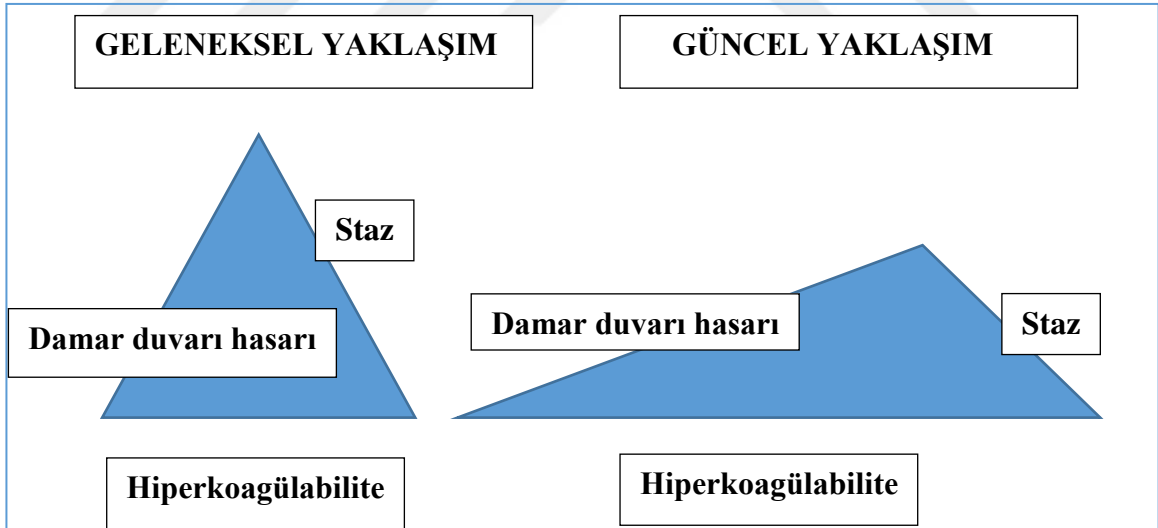 GELENEKSEL YAKLAŞIM
GÜNCEL YAKLAŞIM
Staz
Damar duvarı hasarı
Hiperkoagülabilite
Damar duvarı hasarı
Staz
Hiperkoagülabilite